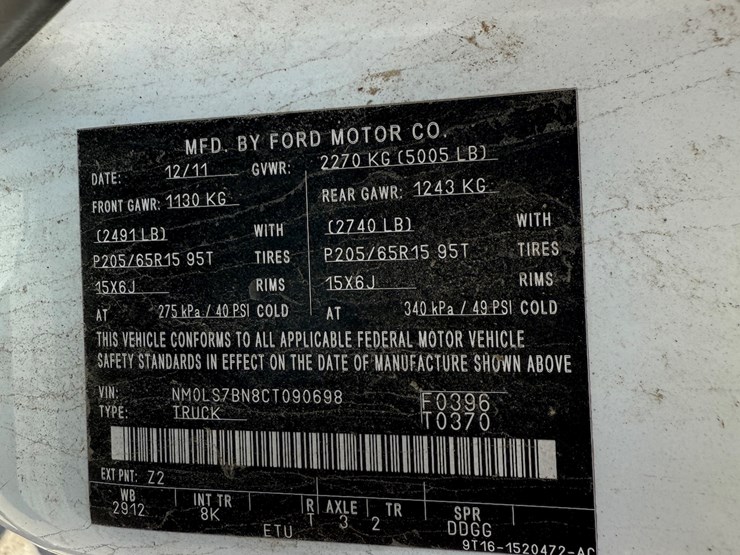 MFD. BY FORD MOTOR CO.
DATE: 12/11 GVWR: 2270 KG (5005 LB)
FRONT GAWR: 1130 KG REAR GAWR: 1243 KG
(2491 LB) WITH (2740 LB) WITH
P205/65R15 95T TIRES P205/65R15 95T TIRES
15X6J RIMS 15X6J RIMS
AT 275 kPa / 40 PSI COLD AT 340 kPa / 49 PSI COLD
THIS VEHICLE CONFORMS TO ALL APPLICABLE FEDERAL MOTOR VEHICLE
SAFETY STANDARDS IN EFFECT ON THE DATE OF MANUFACTURE SHOWN ABOVE
VIN: NM0LS7BN8CT090698 F0396
TYPE: TRUCK T0370
EXT PNT: Z2
WB INT TR R AXLE TR SPR
2912 8K T 3 2 DDGG
ETU 9T16-1520472-AC